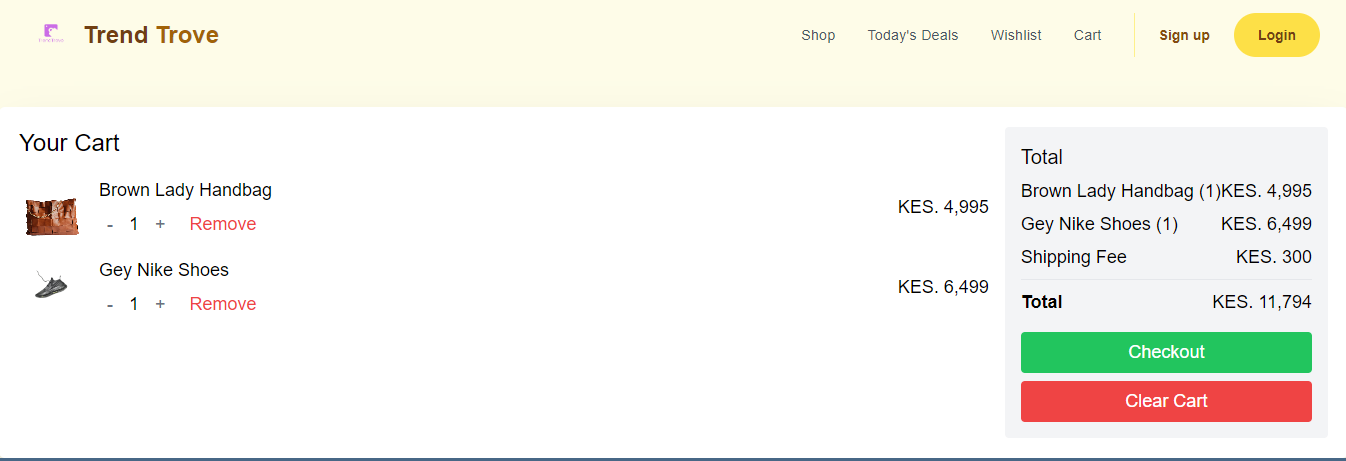 Trend Trove
Shop
Today's Deals
Wishlist
Cart
Sign up
Login
Your Cart
Brown Lady Handbag
- 1 + Remove
KES. 4,995
Gey Nike Shoes
- 1 + Remove
KES. 6,499
Total
Brown Lady Handbag (1)KES. 4,995
Gey Nike Shoes (1) KES. 6,499
Shipping Fee KES. 300
Total KES. 11,794
Checkout
Clear Cart